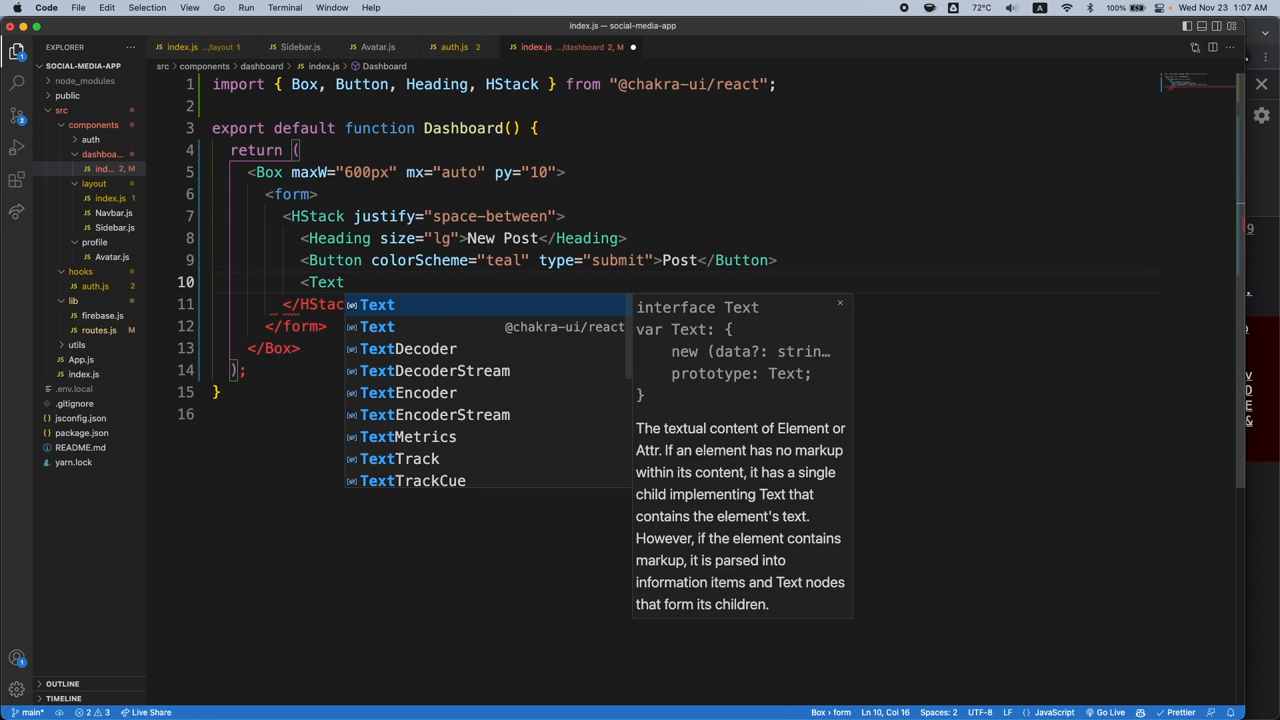 Code File Edit Selection View Go Run Terminal Window Help 72°C A 100% Wed Nov 23 1:07 AM
index.js — social-media-app
EXPLORER
index.js .../layout 1
Sidebar.js
Avatar.js
auth.js 2
index.js .../dashboard 2, M
SOCIAL-MEDIA-APP
node_modules
public
src
components
auth
dashboa...
ind... 2, M
layout
index.js 1
Navbar.js
Sidebar.js
profile
Avatar.js
hooks
auth.js 2
lib
firebase.js
routes.js
utils
App.js
index.js
.env.local
.gitignore
jsconfig.json
package.json
README.md
yarn.lock
OUTLINE
TIMELINE
src > components > dashboard > index.js > Dashboard
1 import { Box, Button, Heading, HStack } from "@chakra-ui/react";
2
3 export default function Dashboard() {
4 return (
5 <Box maxW="600px" mx="auto" py="10">
6 <form>
7 <HStack justify="space-between">
8 <Heading size="lg">New Post</Heading>
9 <Button colorScheme="teal" type="submit">Post</Button>
10 <Text
11 </HStac
12 </form>
13 </Box>
14 );
15 }
16
Text
Text @chakra-ui/react
TextDecoder
TextDecoderStream
TextEncoder
TextEncoderStream
TextMetrics
TextTrack
TextTrackCue
interface Text
var Text: {
new (data?: strin…
prototype: Text;
}
The textual content of Element or
Attr. If an element has no markup
within its content, it has a single
child implementing Text that
contains the element's text.
However, if the element contains
markup, it is parsed into
information items and Text nodes
that form its children.
main* 2 3 Live Share Box › form Ln 10, Col 16 Spaces: 2 UTF-8 LF JavaScript Go Live Prettier